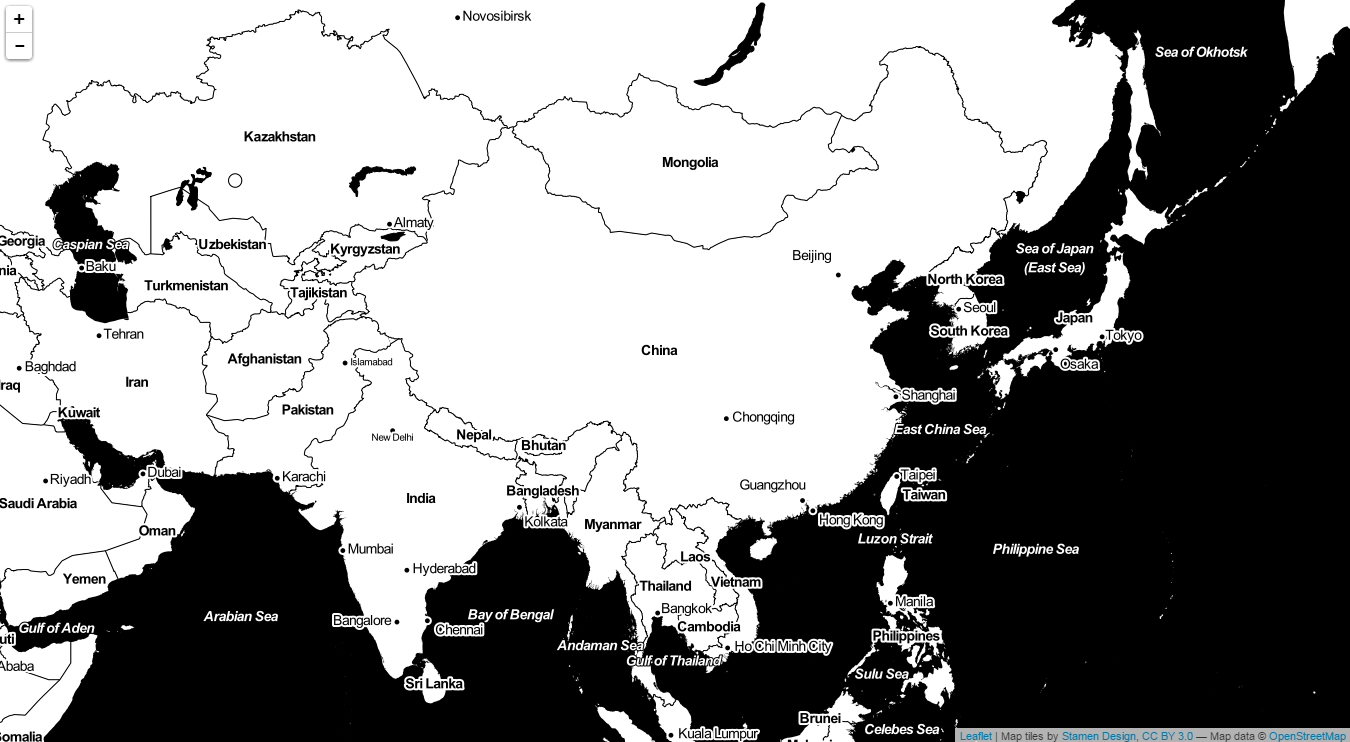 +
−
Novosibirsk
Sea of Okhotsk
Kazakhstan
Mongolia
Almaty
Georgia
Caspian Sea
Uzbekistan
Kyrgyzstan
Sea of Japan
(East Sea)
Beijing
nia
Baku
Turkmenistan
Tajikistan
North Korea
Seoul
Japan
South Korea
Tehran
Tokyo
China
Afghanistan
Islamabad
Baghdad
Osaka
Iran
raq
Shanghai
Kuwait
Pakistan
Chongqing
East China Sea
New Delhi
Nepal
Bhutan
Dubai
Karachi
Riyadh
Taipei
Guangzhou
Bangladesh
Taiwan
India
Saudi Arabia
Kolkata
Hong Kong
Myanmar
Oman
Luzon Strait
Philippine Sea
Mumbai
Laos
Hyderabad
Yemen
Thailand
Vietnam
Manila
Bangkok
Arabian Sea
Bay of Bengal
Bangalore
Chennai
Cambodia
Gulf of Aden
Philippines
uti
Andaman Sea
Ho Chi Minh City
Gulf of Thailand
Ababa
Sulu Sea
Sri Lanka
Brunei
Celebes Sea
Kuala Lumpur
Somalia
Leaflet | Map tiles by Stamen Design, CC BY 3.0 — Map data © OpenStreetMap